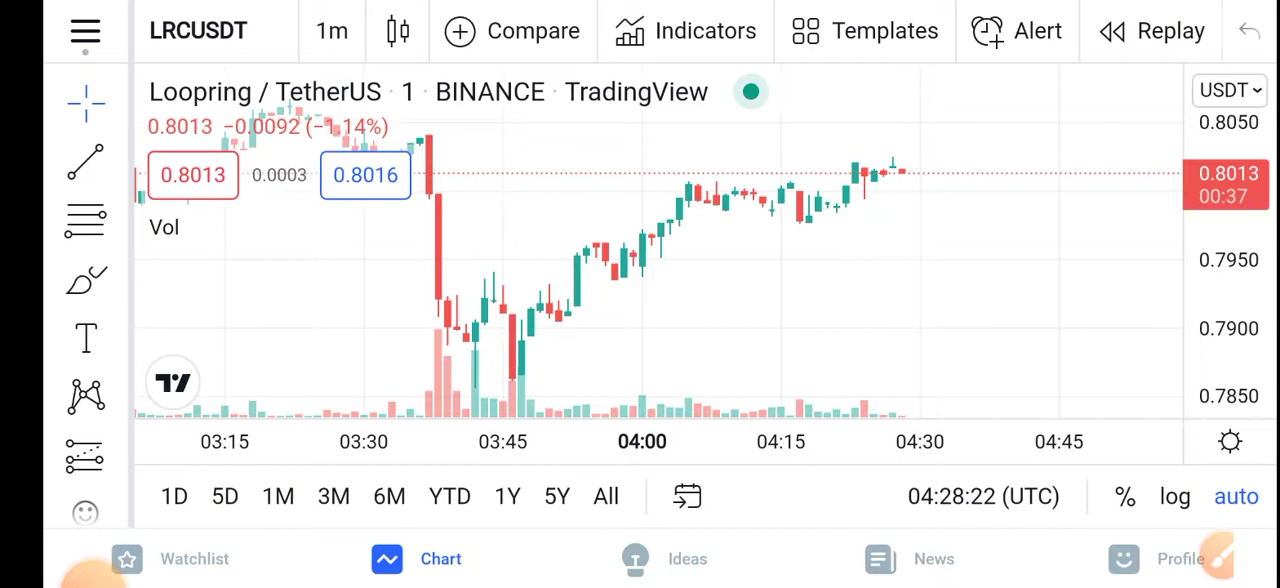 LRCUSDT 1m Compare Indicators Templates Alert Replay
Loopring / TetherUS · 1 · BINANCE · TradingView
USDT
0.8013 −0.0092 (−1.14%)
0.8013 0.0003 0.8016
Vol
0.8050
0.8013
00:37
0.7950
0.7900
0.7850
03:15 03:30 03:45 04:00 04:15 04:30 04:45
1D 5D 1M 3M 6M YTD 1Y 5Y All 04:28:22 (UTC) % log auto
Watchlist Chart Ideas News Profile